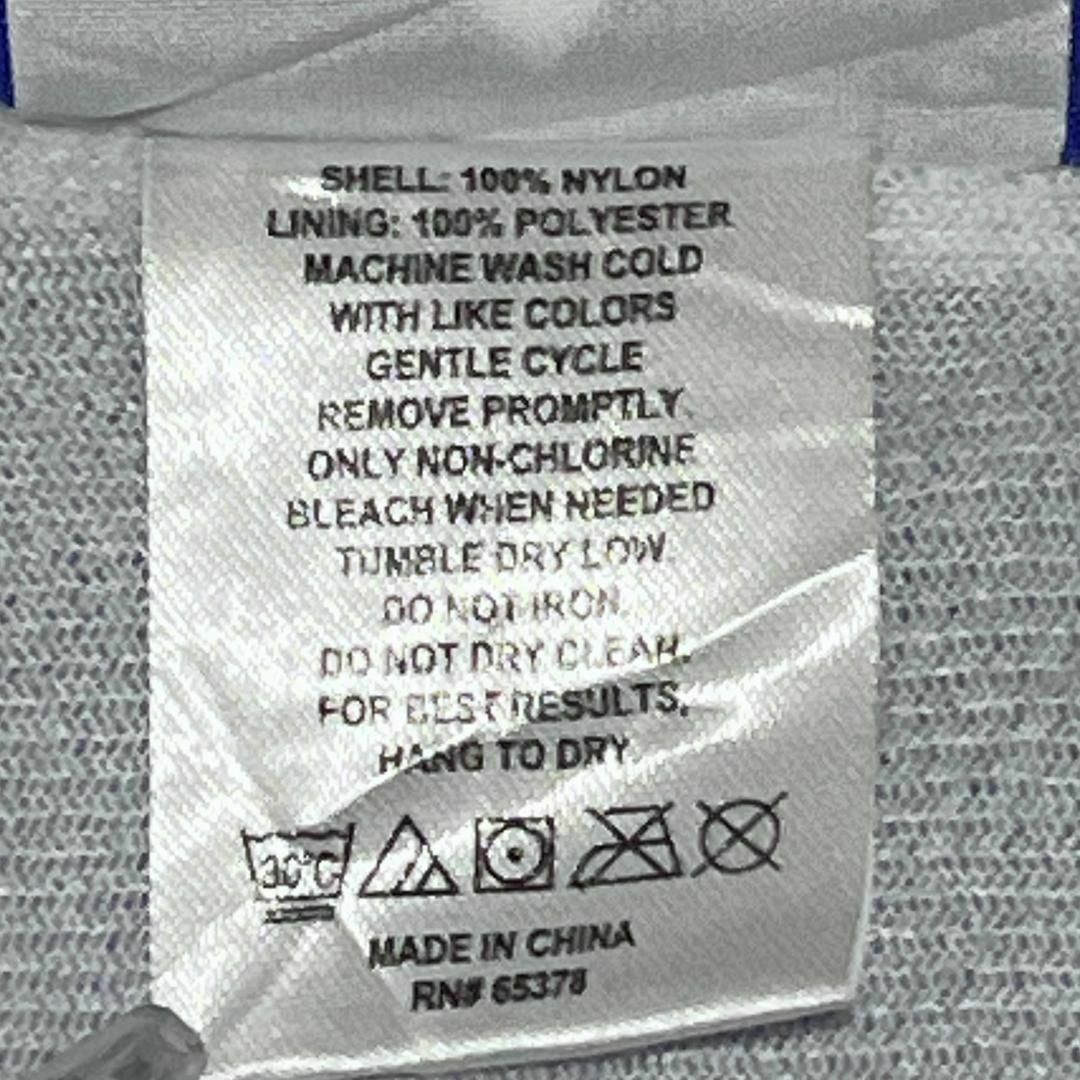 SHELL: 100% NYLON
LINING: 100% POLYESTER
MACHINE WASH COLD
WITH LIKE COLORS
GENTLE CYCLE
REMOVE PROMPTLY
ONLY NON-CHLORINE
BLEACH WHEN NEEDED
TUMBLE DRY LOW.
DO NOT IRON.
DO NOT DRY CLEAN.
FOR BEST RESULTS,
HANG TO DRY.
30°C
MADE IN CHINA
RN# 65378